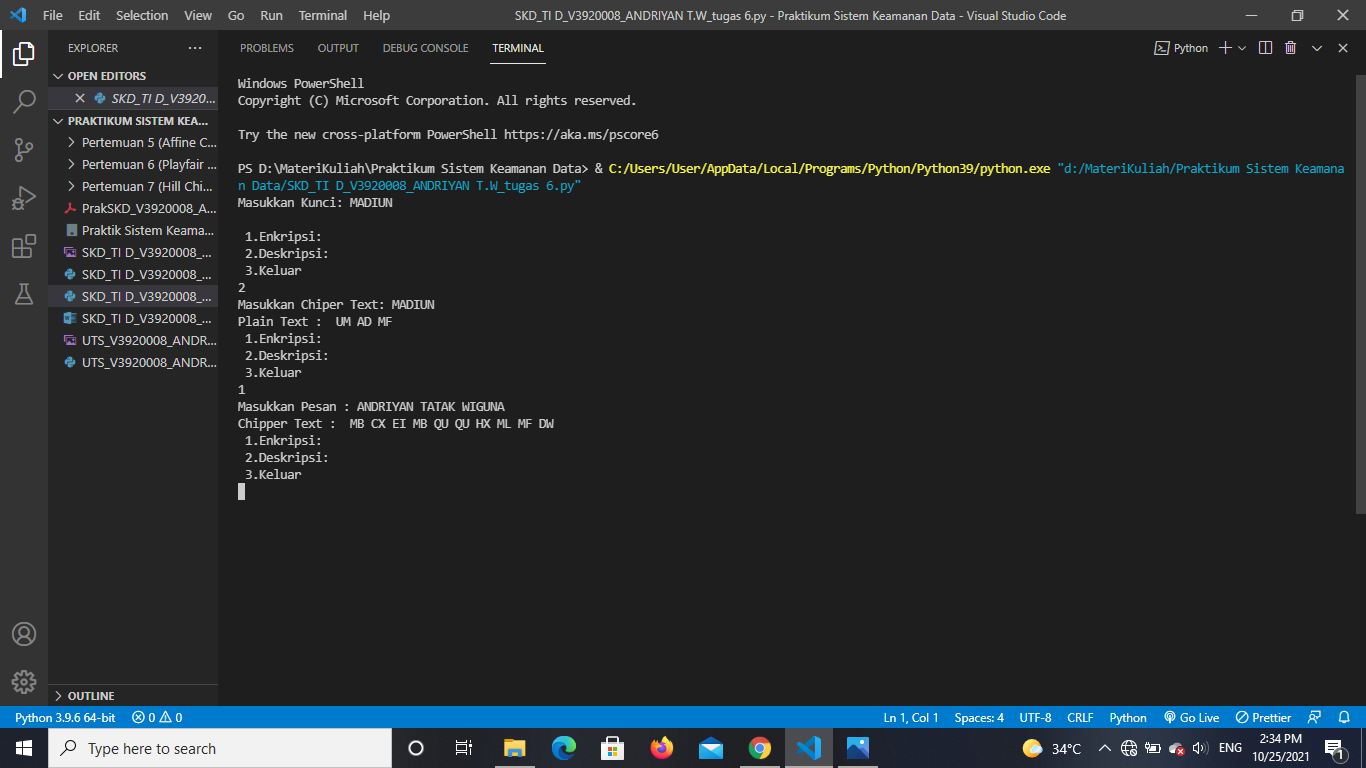 File Edit Selection View Go Run Terminal Help SKD_TI D_V3920008_ANDRIYAN T.W_tugas 6.py - Praktikum Sistem Keamanan Data - Visual Studio Code
EXPLORER
OPEN EDITORS
SKD_TI D_V3920...
PRAKTIKUM SISTEM KEA...
Pertemuan 5 (Affine C...
Pertemuan 6 (Playfair ...
Pertemuan 7 (Hill Chi...
PrakSKD_V3920008_A...
Praktik Sistem Keama...
SKD_TI D_V3920008_...
SKD_TI D_V3920008_...
SKD_TI D_V3920008_...
SKD_TI D_V3920008_...
UTS_V3920008_ANDR...
UTS_V3920008_ANDR...
OUTLINE
PROBLEMS OUTPUT DEBUG CONSOLE TERMINAL Python
Windows PowerShell
Copyright (C) Microsoft Corporation. All rights reserved.
Try the new cross-platform PowerShell https://aka.ms/pscore6
PS D:\MateriKuliah\Praktikum Sistem Keamanan Data> & C:/Users/User/AppData/Local/Programs/Python/Python39/python.exe "d:/MateriKuliah/Praktikum Sistem Keamana
n Data/SKD_TI D_V3920008_ANDRIYAN T.W_tugas 6.py"
Masukkan Kunci: MADIUN
1.Enkripsi:
2.Deskripsi:
3.Keluar
2
Masukkan Chiper Text: MADIUN
Plain Text :  UM AD MF
1.Enkripsi:
2.Deskripsi:
3.Keluar
1
Masukkan Pesan : ANDRIYAN TATAK WIGUNA
Chipper Text :  MB CX EI MB QU QU HX ML MF DW
1.Enkripsi:
2.Deskripsi:
3.Keluar
Python 3.9.6 64-bit 0 0 Ln 1, Col 1 Spaces: 4 UTF-8 CRLF Python Go Live Prettier
Type here to search 34°C ENG 2:34 PM
10/25/2021 1